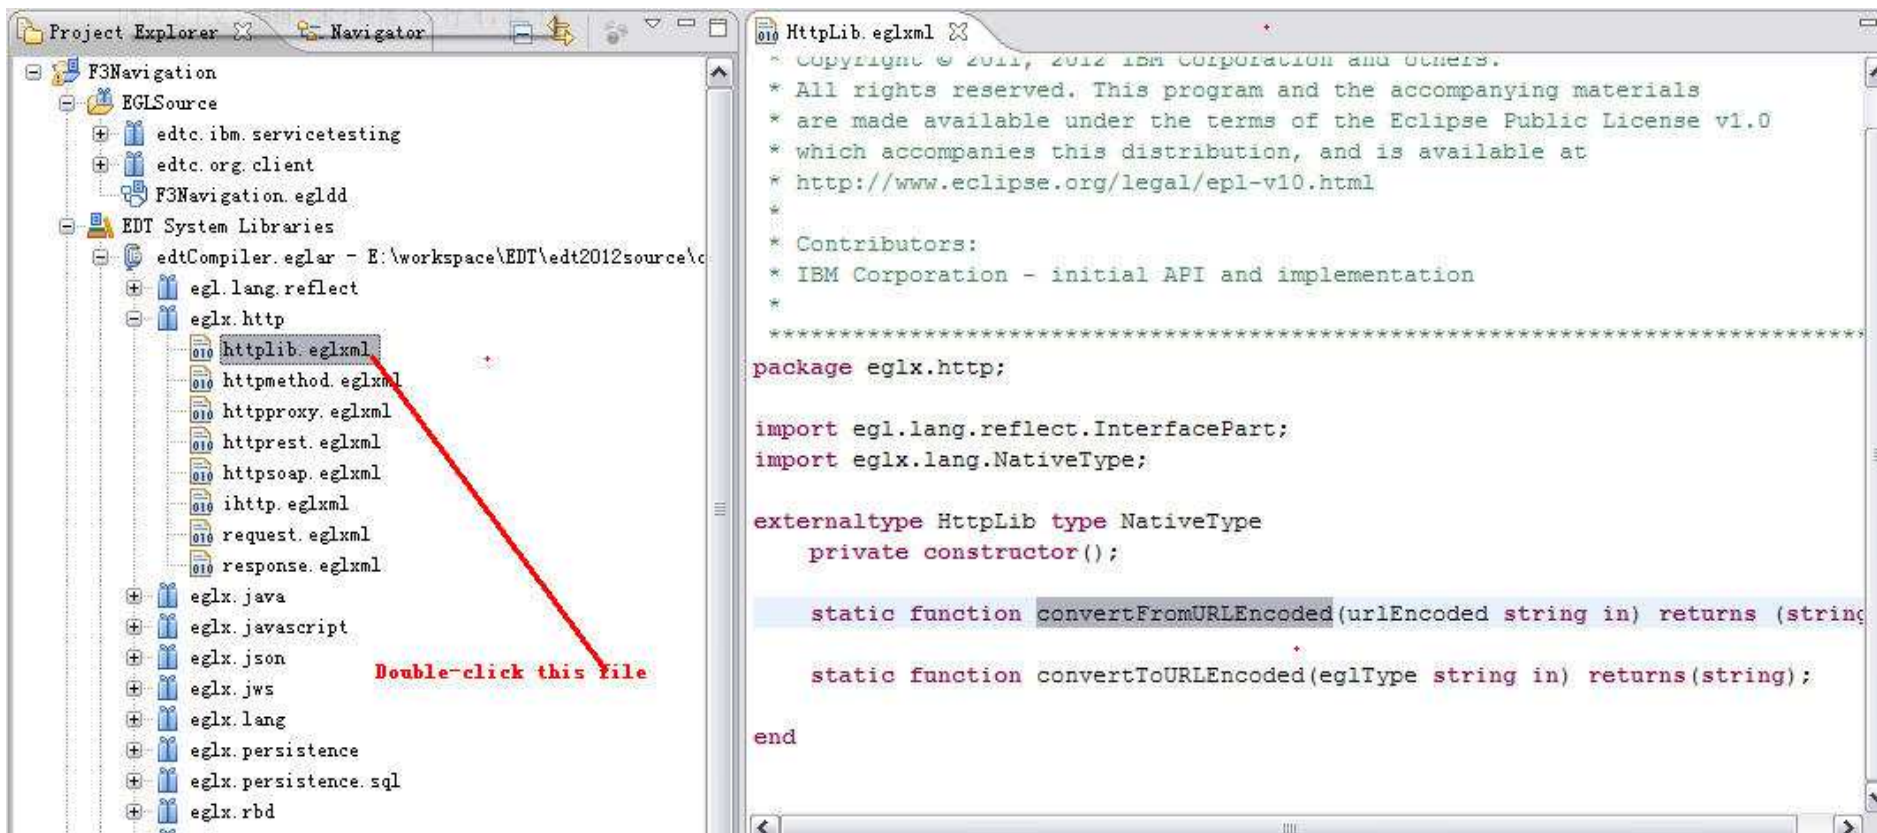 Project Explorer
Navigator
F3Navigation
EGLSource
edtc.ibm.servicetesting
edtc.org.client
F3Navigation.egldd
EDT System Libraries
edtCompiler.eglar - E:\workspace\EDT\edt2012source\c
egl.lang.reflect
eglx.http
httplib.eglxml
httpmethod.eglxml
httpproxy.eglxml
httprest.eglxml
httpsoap.eglxml
ihttp.eglxml
request.eglxml
response.eglxml
eglx.java
eglx.javascript
eglx.json
eglx.jws
eglx.lang
eglx.persistence
eglx.persistence.sql
eglx.rbd
Double-click this file
HttpLib.eglxml
* Copyright © 2011, 2012 IBM Corporation and others.
* All rights reserved. This program and the accompanying materials
* are made available under the terms of the Eclipse Public License v1.0
* which accompanies this distribution, and is available at
* http://www.eclipse.org/legal/epl-v10.html
*
* Contributors:
* IBM Corporation - initial API and implementation
*
*******************************************************************************
package eglx.http;
import egl.lang.reflect.InterfacePart;
import eglx.lang.NativeType;
externaltype HttpLib type NativeType
private constructor();
static function convertFromURLEncoded(urlEncoded string in) returns (string
static function convertToURLEncoded(eglType string in) returns(string);
end